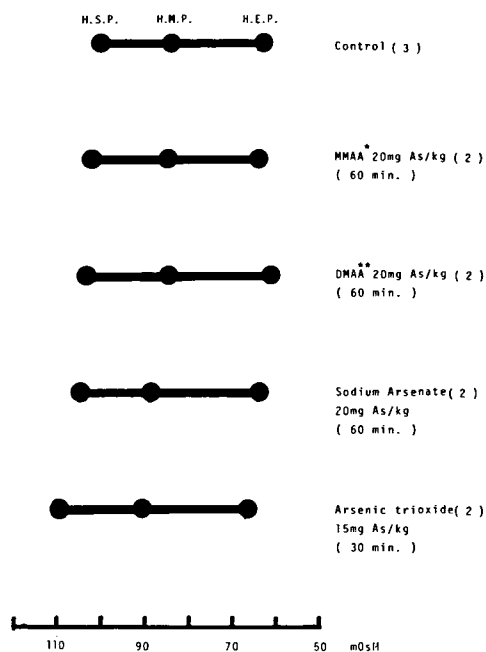 H.S.P. H.M.P. H.E.P.
Control ( 3 )
MMAA* 20mg As/kg ( 2 )
( 60 min. )
DMAA** 20mg As/kg ( 2 )
( 60 min. )
Sodium Arsenate ( 2 )
20mg As/kg
( 60 min. )
Arsenic trioxide ( 2 )
15mg As/kg
( 30 min. )
110 90 70 50 mOsM